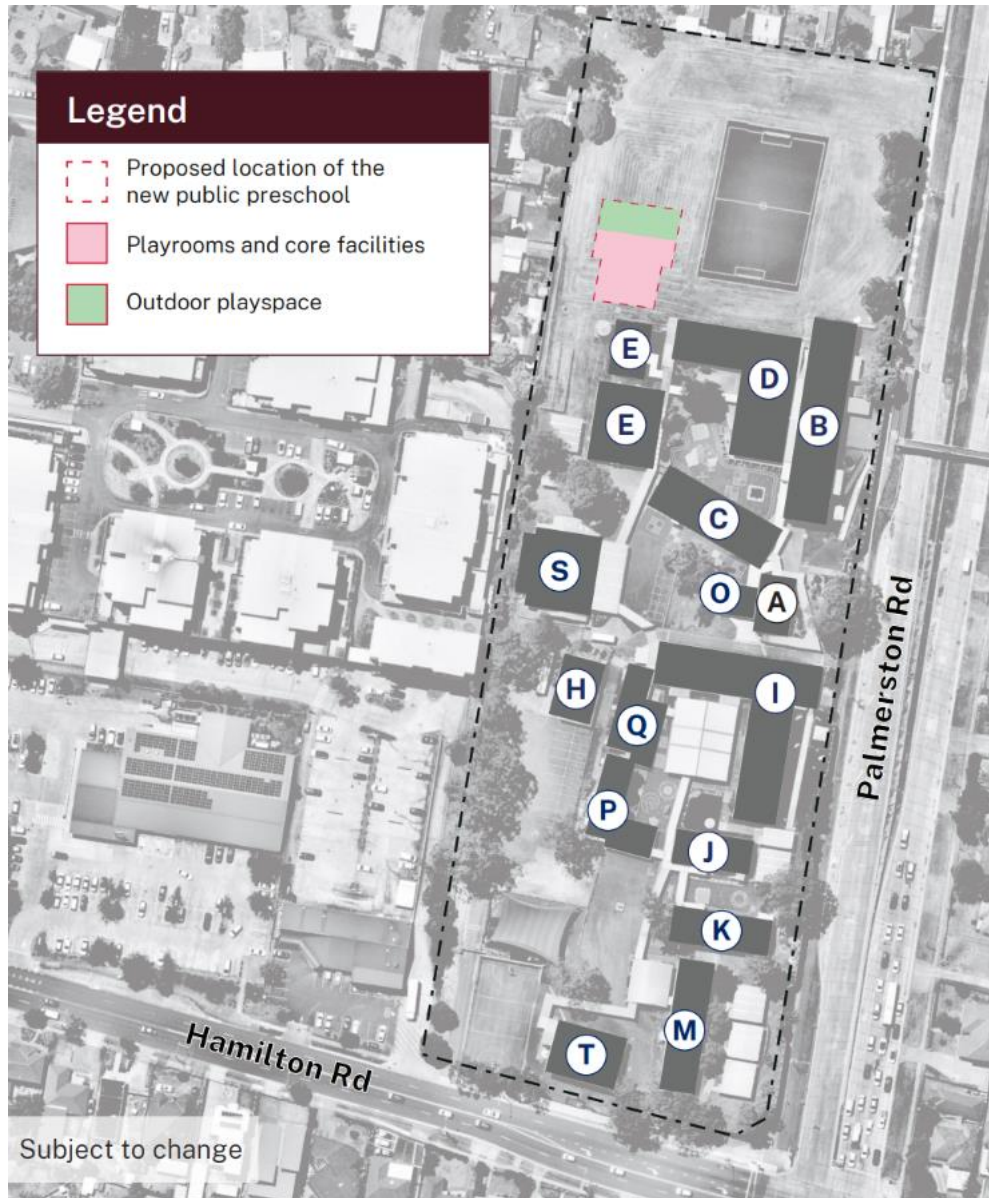 Legend
Proposed location of the
new public preschool
Playrooms and core facilities
Outdoor playspace
E
D
E
B
C
S
O
A
H
I
Q
P
J
K
M
T
Palmerston Rd
Hamilton Rd
Subject to change